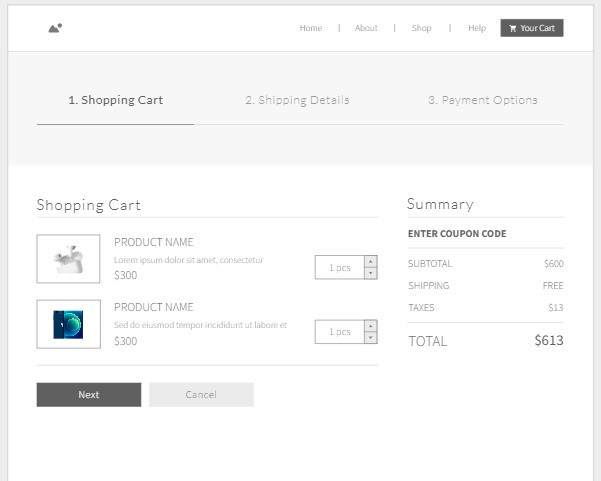 Home | About | Shop | Help Your Cart
1. Shopping Cart 2. Shipping Details 3. Payment Options
Shopping Cart
PRODUCT NAME
Lorem ipsum dolor sit amet, consectetur
$300
1 pcs
PRODUCT NAME
Sed do eiusmod tempor incididunt ut labore et
$300
1 pcs
Next Cancel
Summary
ENTER COUPON CODE
SUBTOTAL $600
SHIPPING FREE
TAXES $13
TOTAL $613